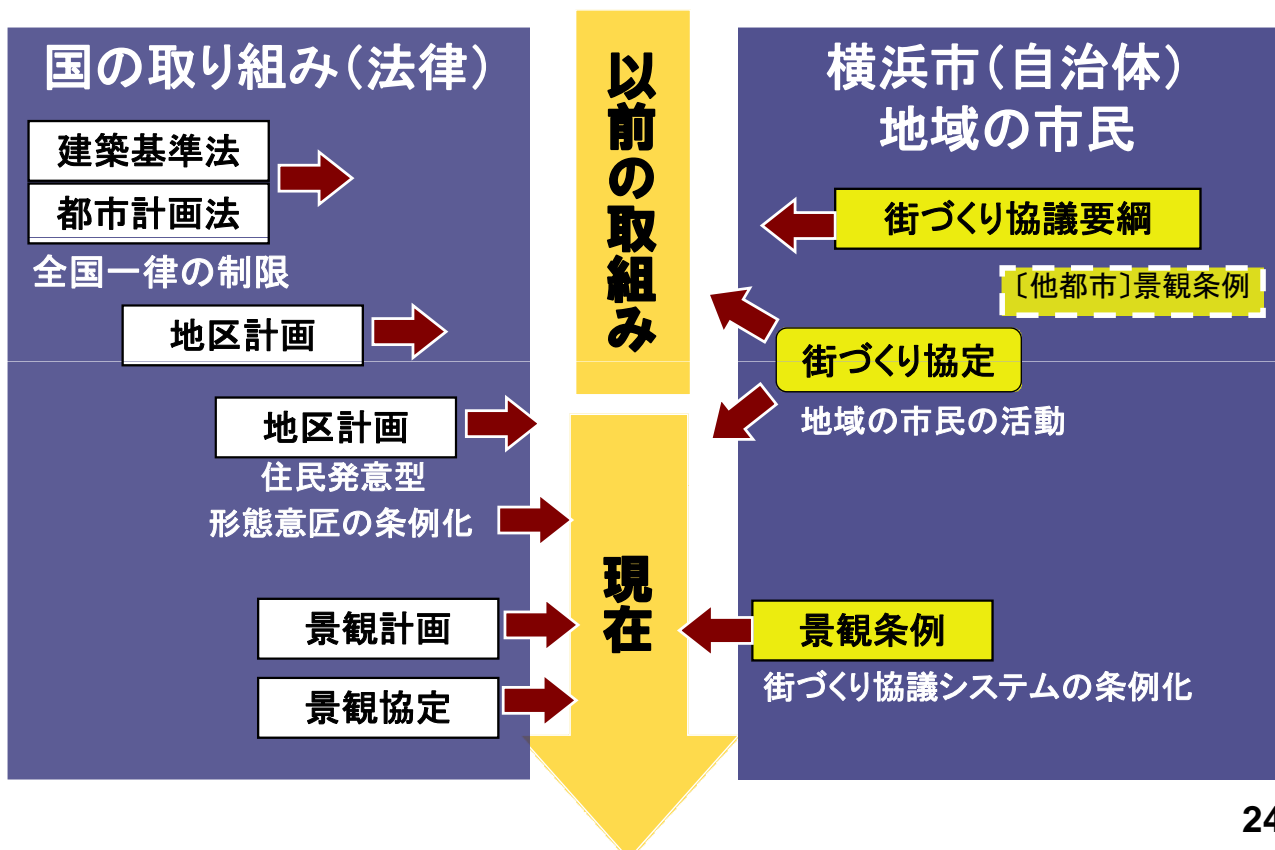 国の取り組み(法律)
建築基準法
都市計画法
全国一律の制限
地区計画
地区計画
住民発意型
形態意匠の条例化
景観計画
景観協定
以前の取組み
現在
横浜市(自治体)
地域の市民
街づくり協議要綱
〔他都市〕景観条例
街づくり協定
地域の市民の活動
景観条例
街づくり協議システムの条例化
24